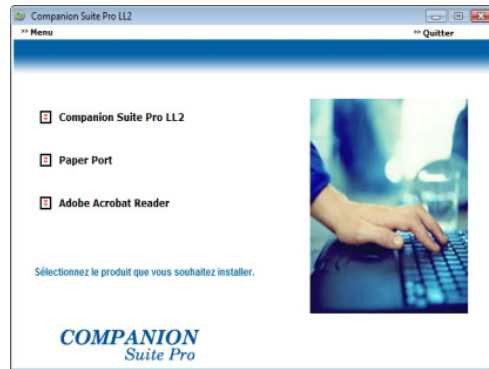 Companion Suite Pro LL2
» Menu
» Quitter
Companion Suite Pro LL2
Paper Port
Adobe Acrobat Reader
Sélectionnez le produit que vous souhaitez installer.
COMPANION
Suite Pro